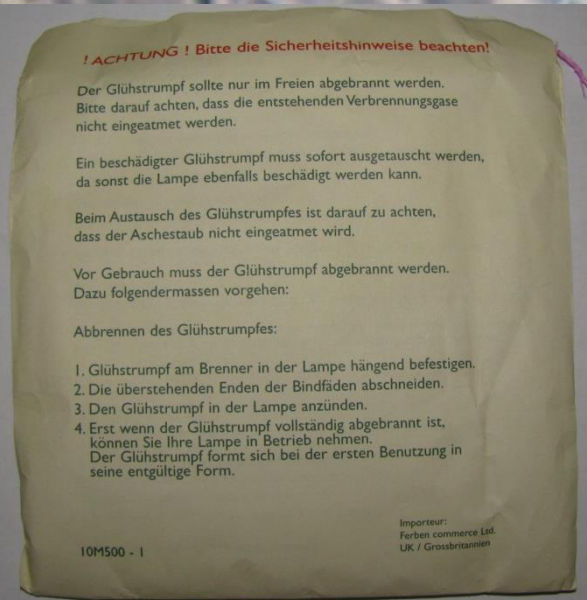 ! ACHTUNG ! Bitte die Sicherheitshinweise beachten!
Der Glühstrumpf sollte nur im Freien abgebrannt werden.
Bitte darauf achten, dass die entstehenden Verbrennungsgase
nicht eingeatmet werden.
Ein beschädigter Glühstrumpf muss sofort ausgetauscht werden,
da sonst die Lampe ebenfalls beschädigt werden kann.
Beim Austausch des Glühstrumpfes ist darauf zu achten,
dass der Aschestaub nicht eingeatmet wird.
Vor Gebrauch muss der Glühstrumpf abgebrannt werden.
Dazu folgendermassen vorgehen:
Abbrennen des Glühstrumpfes:
1. Glühstrumpf am Brenner in der Lampe hängend befestigen.
2. Die überstehenden Enden der Bindfäden abschneiden.
3. Den Glühstrumpf in der Lampe anzünden.
4. Erst wenn der Glühstrumpf vollständig abgebrannt ist,
können Sie Ihre Lampe in Betrieb nehmen.
Der Glühstrumpf formt sich bei der ersten Benutzung in
seine entgültige Form.
Importeur:
Ferben commerce Ltd.
UK / Grossbritannien
10M500 - 1